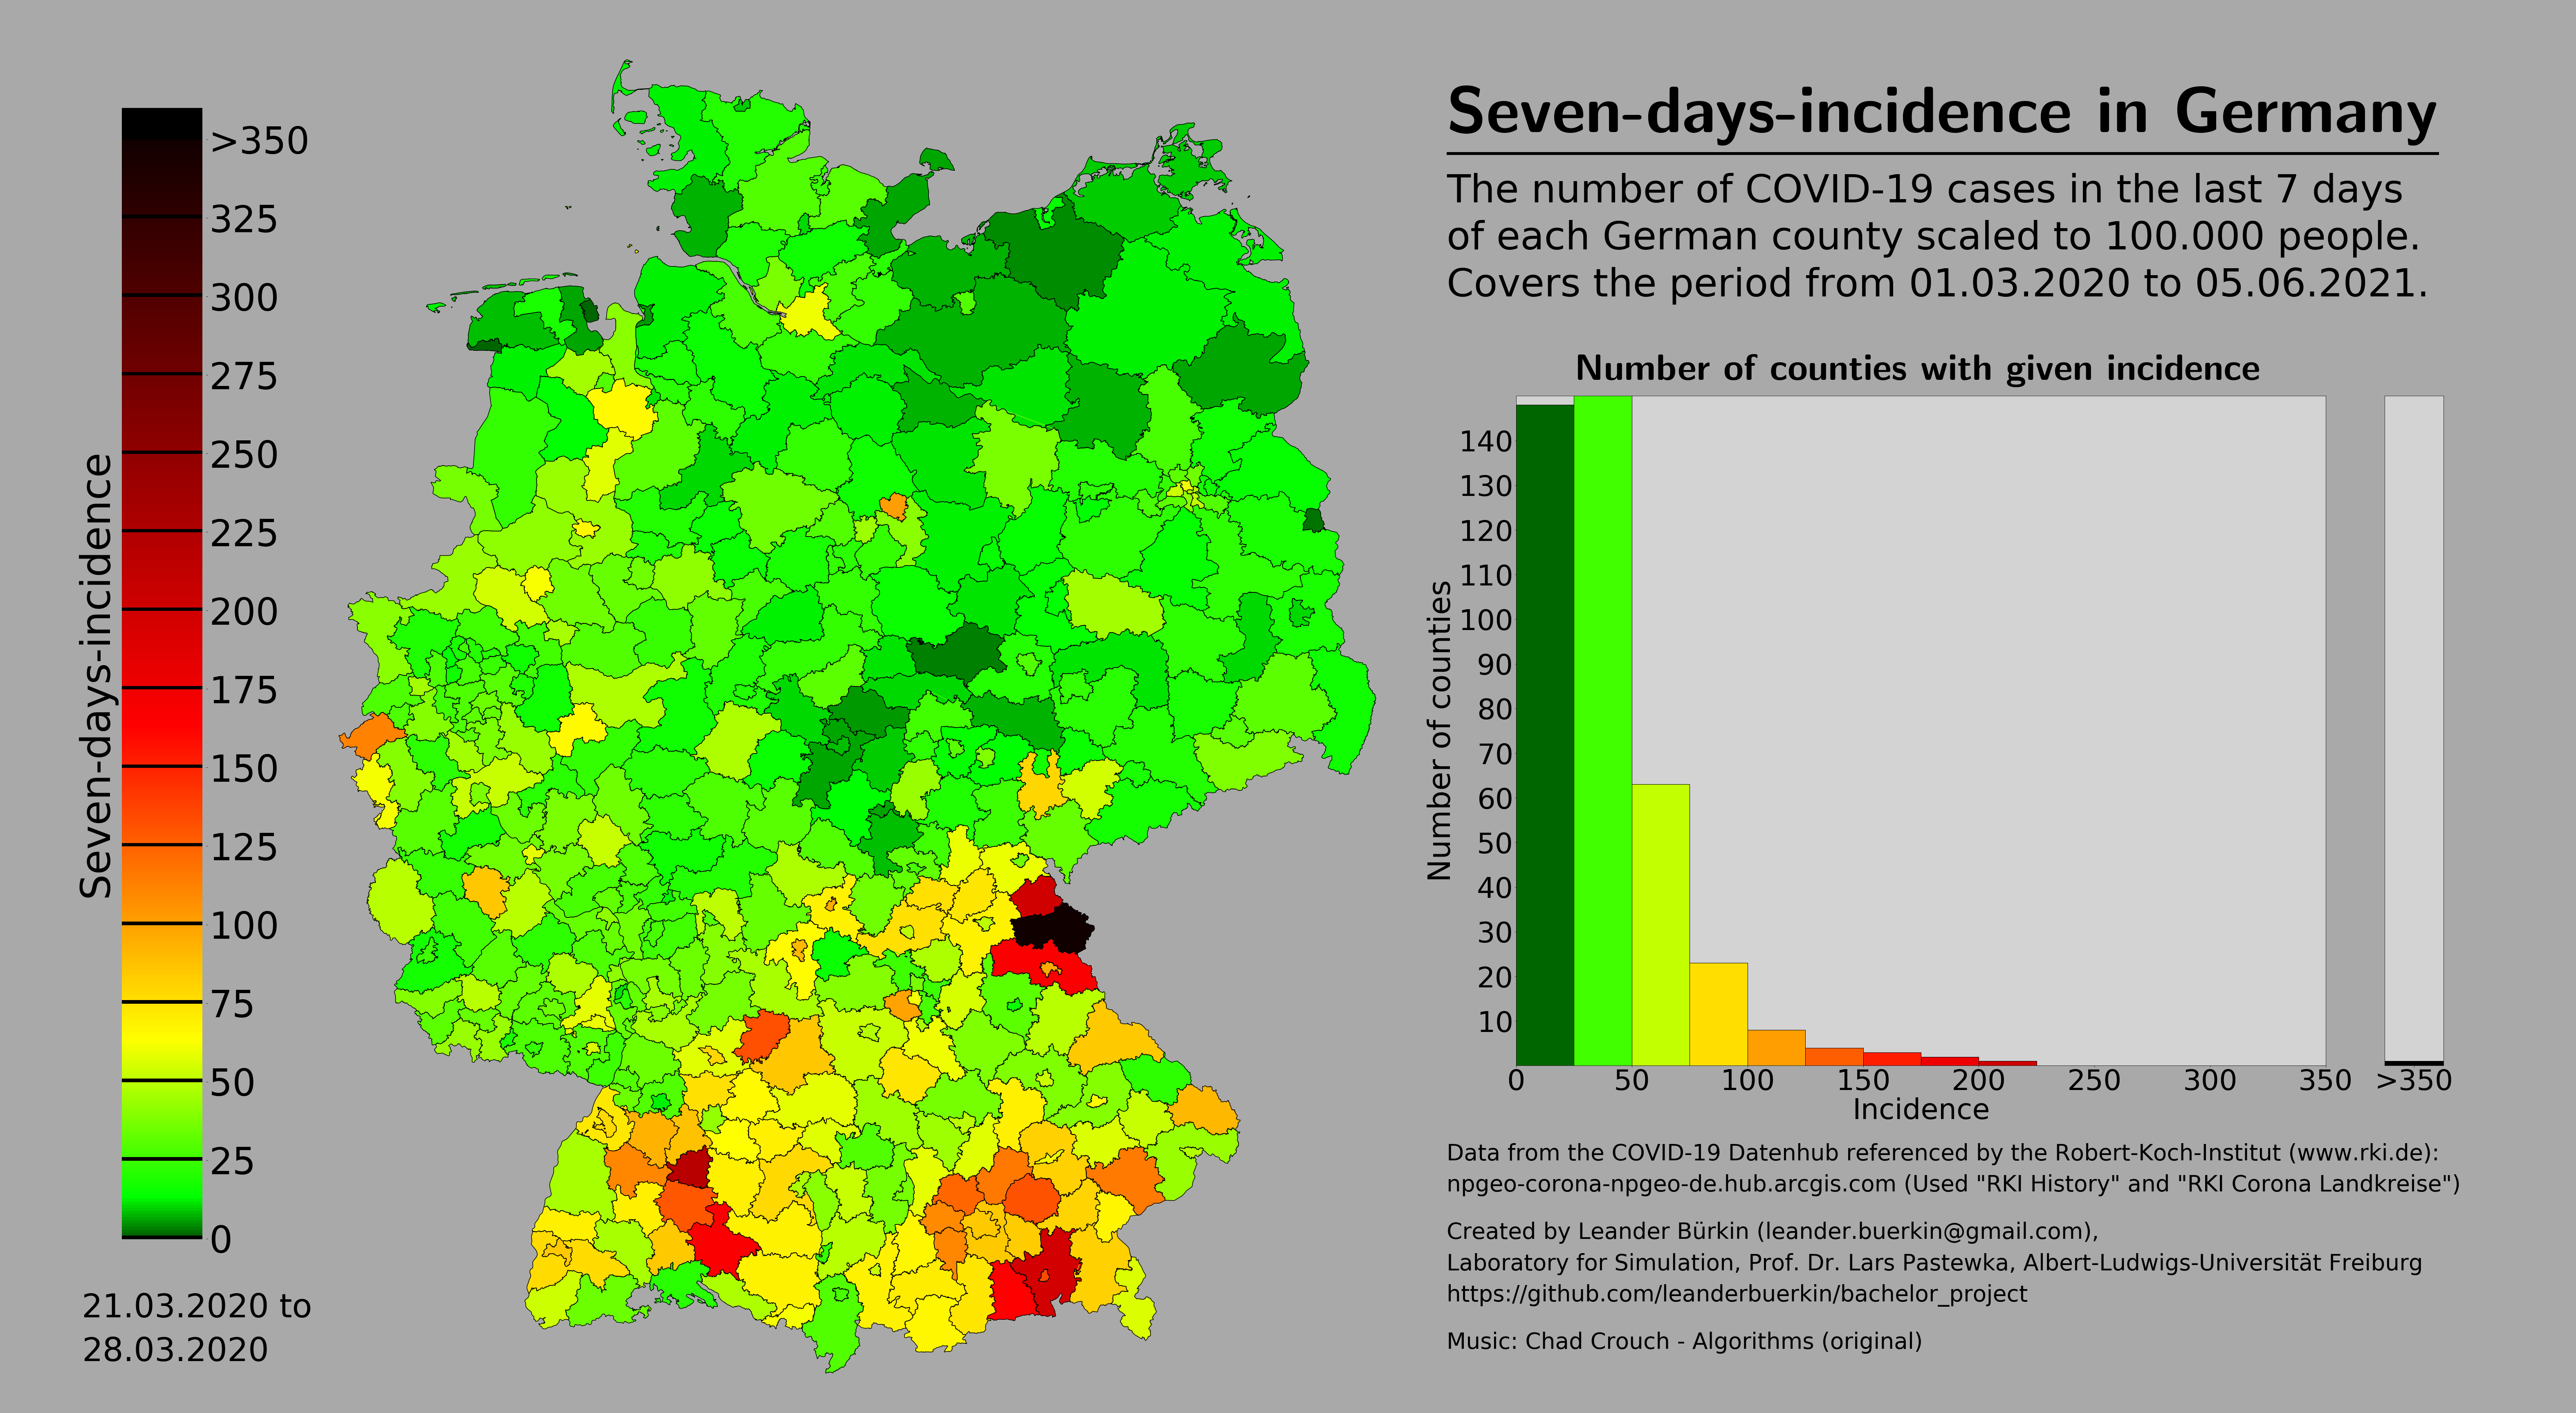 >350
325
300
275
250
225
200
175
150
125
100
75
50
25
0
Seven-days-incidence
21.03.2020 to
28.03.2020
Seven-days-incidence in Germany
The number of COVID-19 cases in the last 7 days
of each German county scaled to 100.000 people.
Covers the period from 01.03.2020 to 05.06.2021.
Number of counties with given incidence
140
130
120
110
100
90
80
70
60
50
40
30
20
10
Number of counties
0 50 100 150 200 250 300 350 >350
Incidence
Data from the COVID-19 Datenhub referenced by the Robert-Koch-Institut (www.rki.de):
npgeo-corona-npgeo-de.hub.arcgis.com (Used "RKI History" and "RKI Corona Landkreise")
Created by Leander Bürkin (leander.buerkin@gmail.com),
Laboratory for Simulation, Prof. Dr. Lars Pastewka, Albert-Ludwigs-Universität Freiburg
https://github.com/leanderbuerkin/bachelor_project
Music: Chad Crouch - Algorithms (original)